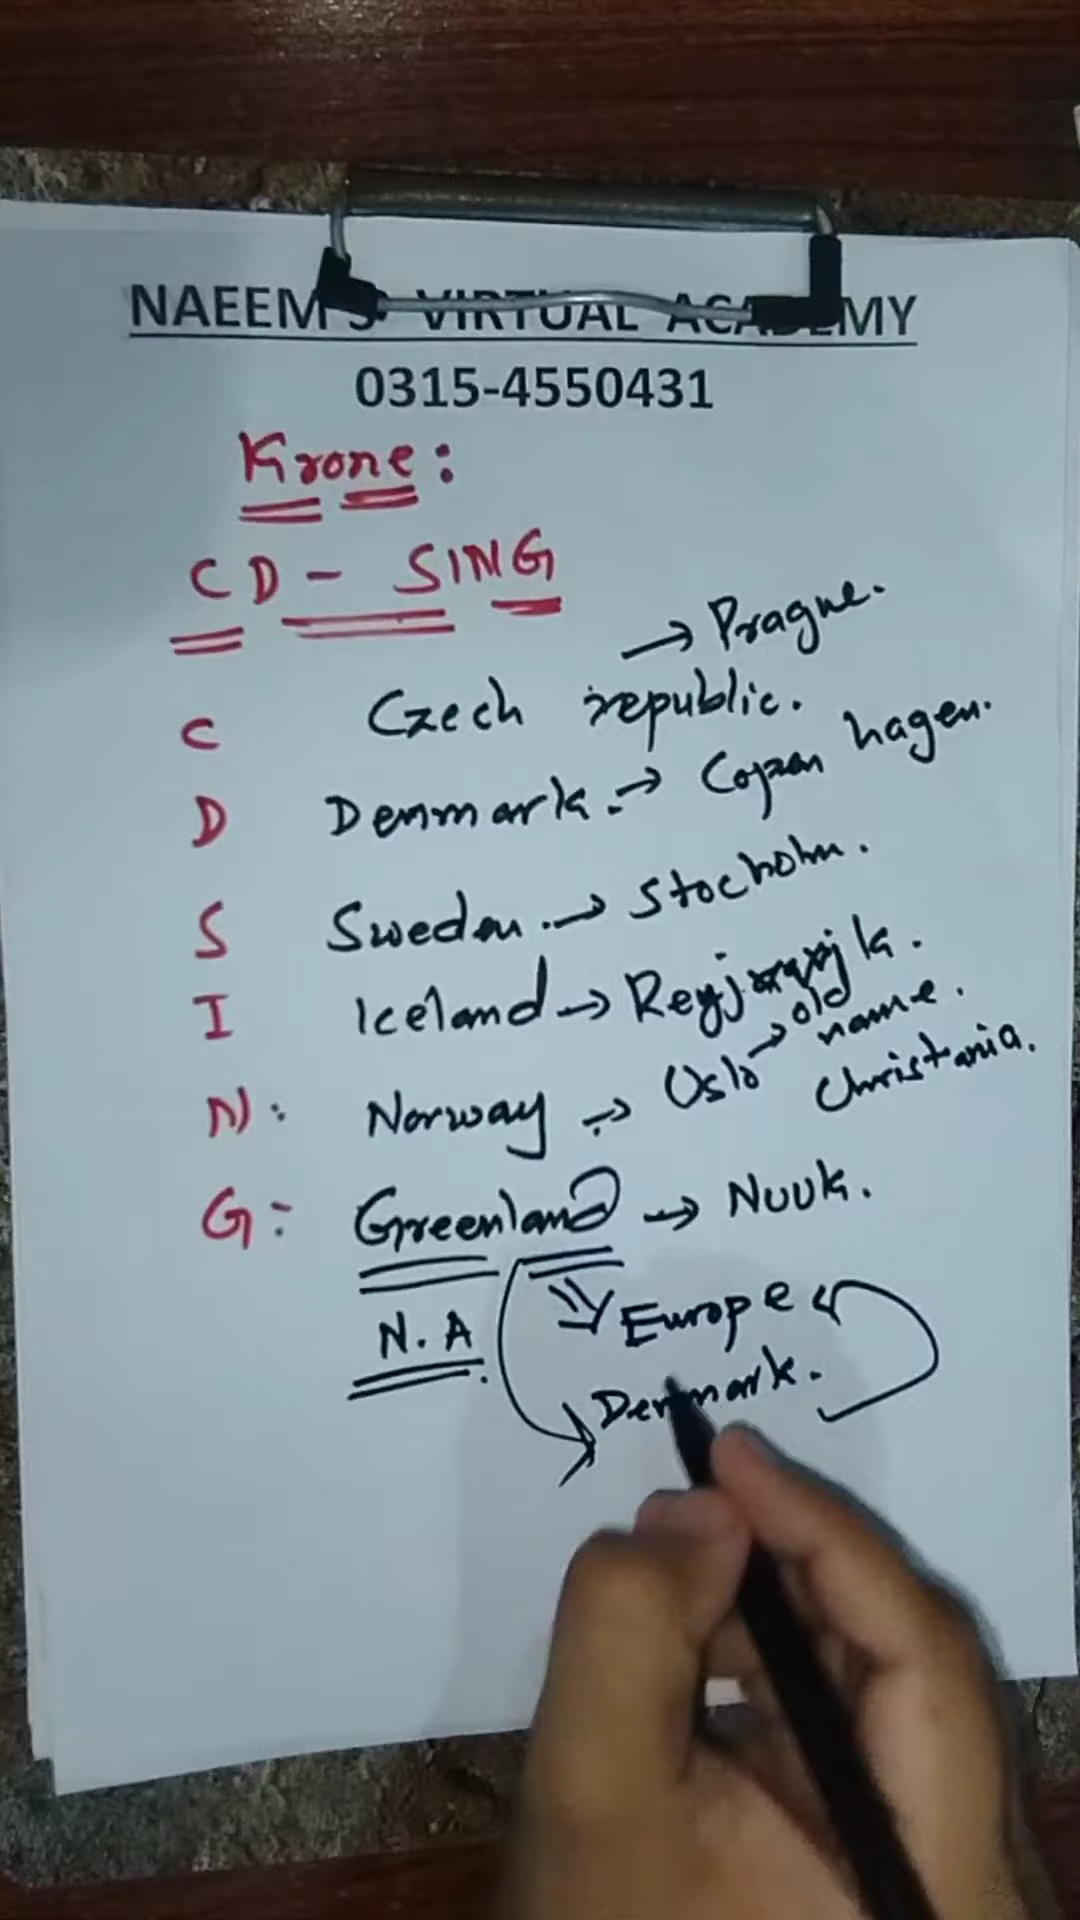 NAEEM'S VIRTUAL ACADEMY
0315-4550431
Krone:
CD - SING
C Czech republic. → Prague.
D Denmark. → Copen hagen.
S Sweden. → Stocholm.
I Iceland → 
N: Norway → Oslo → old name. Christania.
G: Greenland → Nuuk.
N.A. Europe
Denmark.